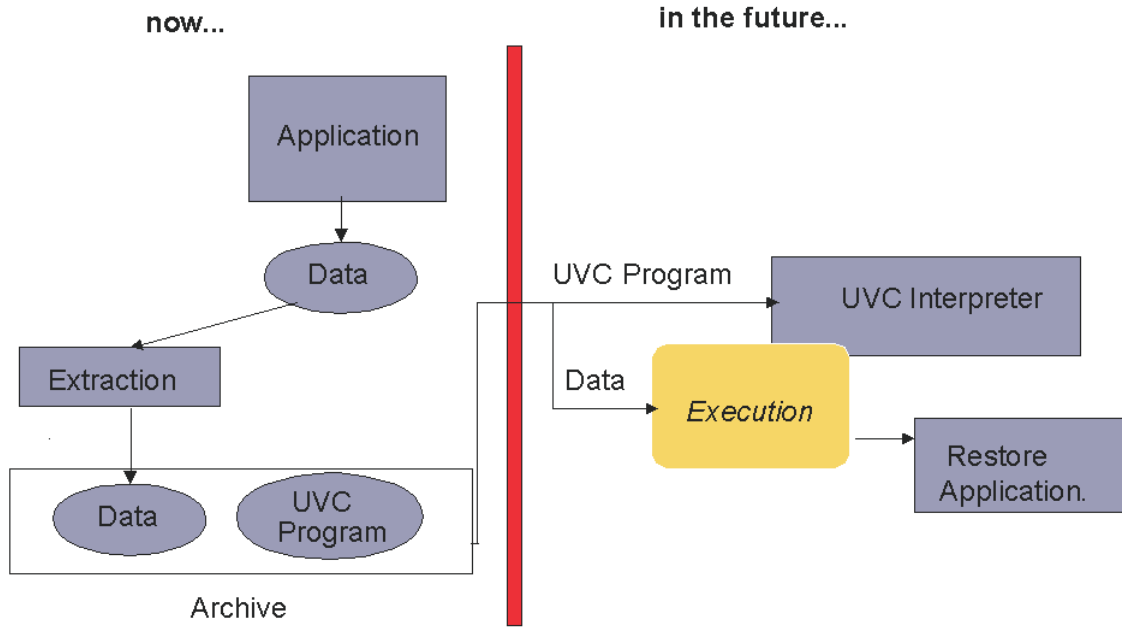 now...
in the future...
Application
Data
Extraction
Data
UVC
Program
Archive
UVC Program
UVC Interpreter
Data
Execution
Restore
Application.